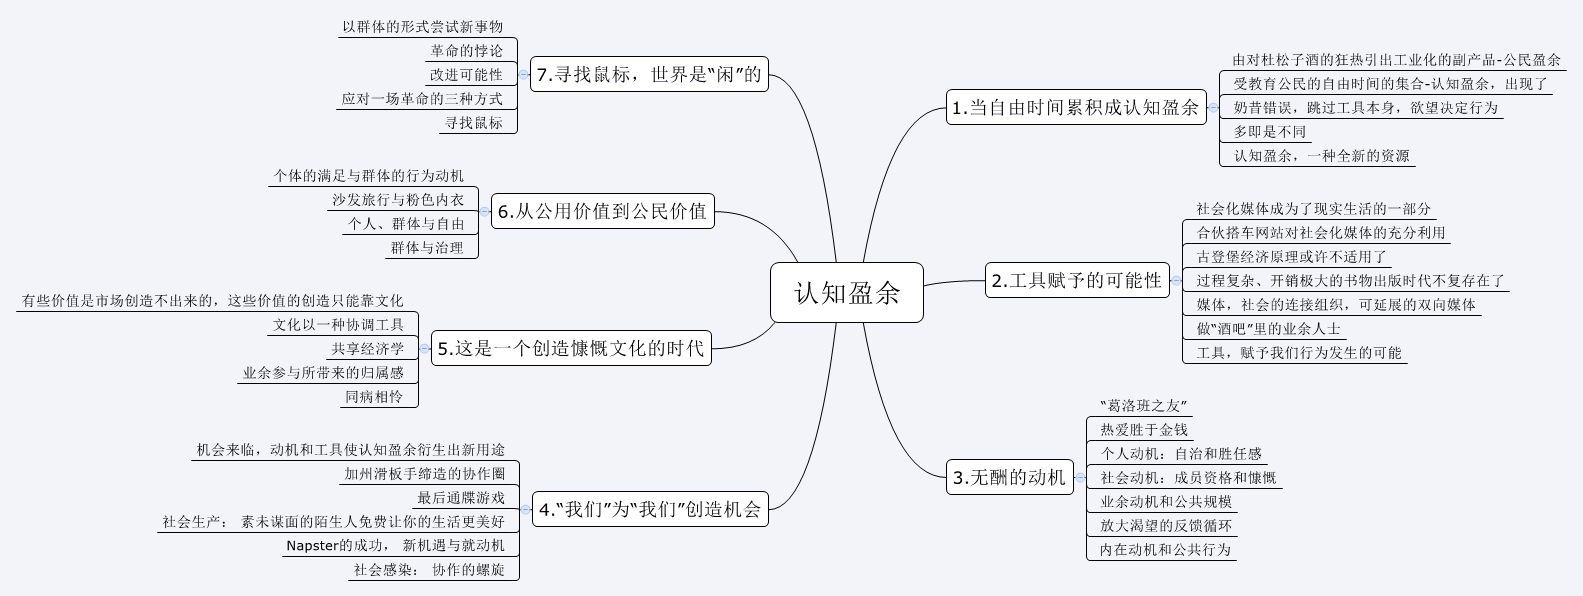 认知盈余
1.当自由时间累积成认知盈余
由对杜松子酒的狂热引出工业化的副产品-公民盈余
受教育公民的自由时间的集合-认知盈余，出现了
奶昔错误，跳过工具本身，欲望决定行为
多即是不同
认知盈余，一种全新的资源
2.工具赋予的可能性
社会化媒体成为了现实生活的一部分
合伙搭车网站对社会化媒体的充分利用
古登堡经济原理或许不适用了
过程复杂、开销极大的书物出版时代不复存在了
媒体，社会的连接组织，可延展的双向媒体
做“酒吧”里的业余人士
工具，赋予我们行为发生的可能
3.无酬的动机
“葛洛班之友”
热爱胜于金钱
个人动机：自治和胜任感
社会动机：成员资格和慷慨
业余动机和公共规模
放大渴望的反馈循环
内在动机和公共行为
4.“我们”为“我们”创造机会
机会来临，动机和工具使认知盈余衍生出新用途
加州滑板手缔造的协作圈
最后通牒游戏
社会生产： 素未谋面的陌生人免费让你的生活更美好
Napster的成功， 新机遇与就动机
社会感染： 协作的螺旋
5.这是一个创造慷慨文化的时代
有些价值是市场创造不出来的，这些价值的创造只能靠文化
文化以一种协调工具
共享经济学
业余参与所带来的归属感
同病相怜
6.从公用价值到公民价值
个体的满足与群体的行为动机
沙发旅行与粉色内衣
个人、群体与自由
群体与治理
7.寻找鼠标，世界是“闲”的
以群体的形式尝试新事物
革命的悖论
改进可能性
应对一场革命的三种方式
寻找鼠标